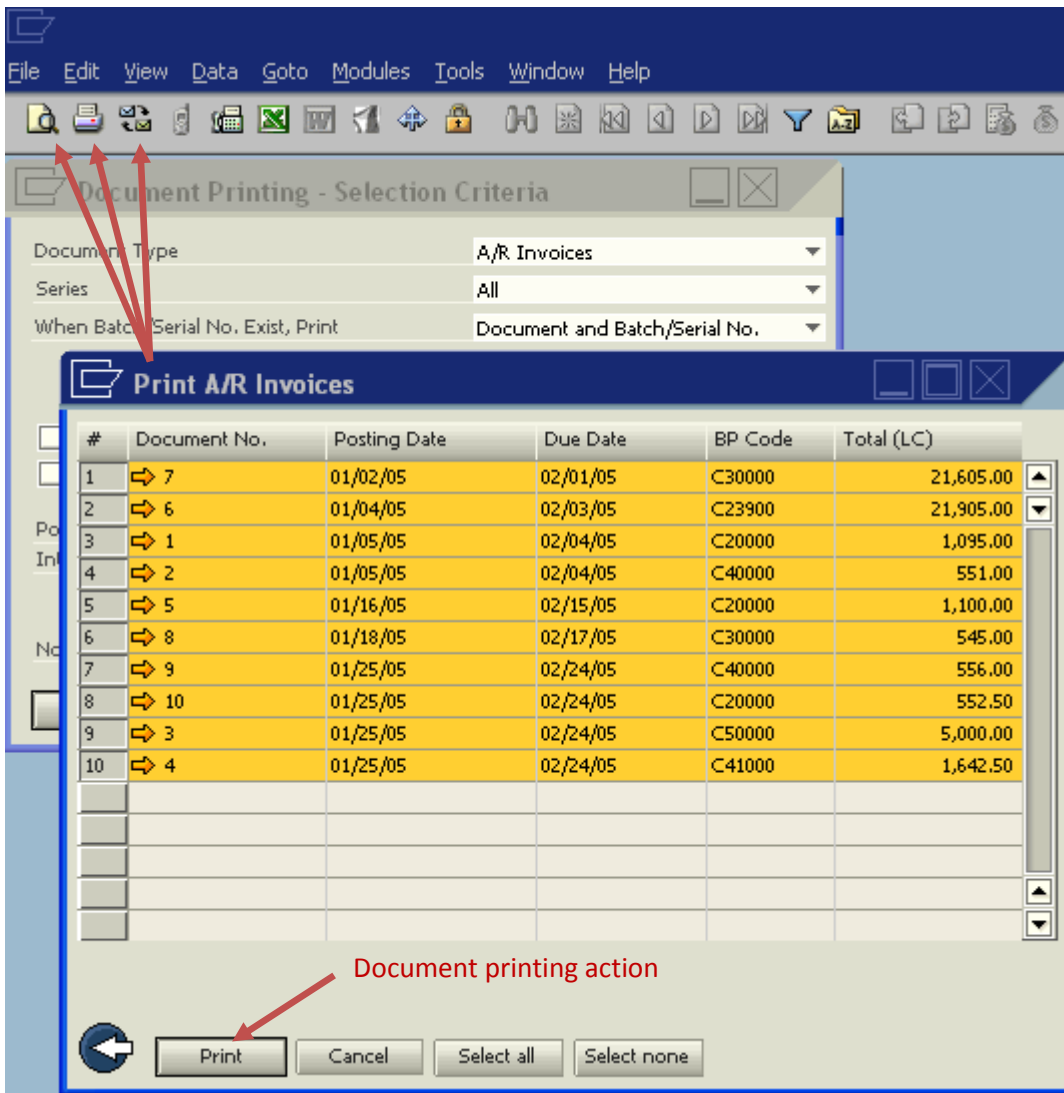 File Edit View Data Goto Modules Tools Window Help
Document Printing - Selection Criteria
Document Type A/R Invoices
Series All
When Batch/Serial No. Exist, Print Document and Batch/Serial No.
Print A/R Invoices
# Document No. Posting Date Due Date BP Code Total (LC)
1 7 01/02/05 02/01/05 C30000 21,605.00
2 6 01/04/05 02/03/05 C23900 21,905.00
3 1 01/05/05 02/04/05 C20000 1,095.00
4 2 01/05/05 02/04/05 C40000 551.00
5 5 01/16/05 02/15/05 C20000 1,100.00
6 8 01/18/05 02/17/05 C30000 545.00
7 9 01/25/05 02/24/05 C40000 556.00
8 10 01/25/05 02/24/05 C20000 552.50
9 3 01/25/05 02/24/05 C50000 5,000.00
10 4 01/25/05 02/24/05 C41000 1,642.50
Document printing action
Print Cancel Select all Select none